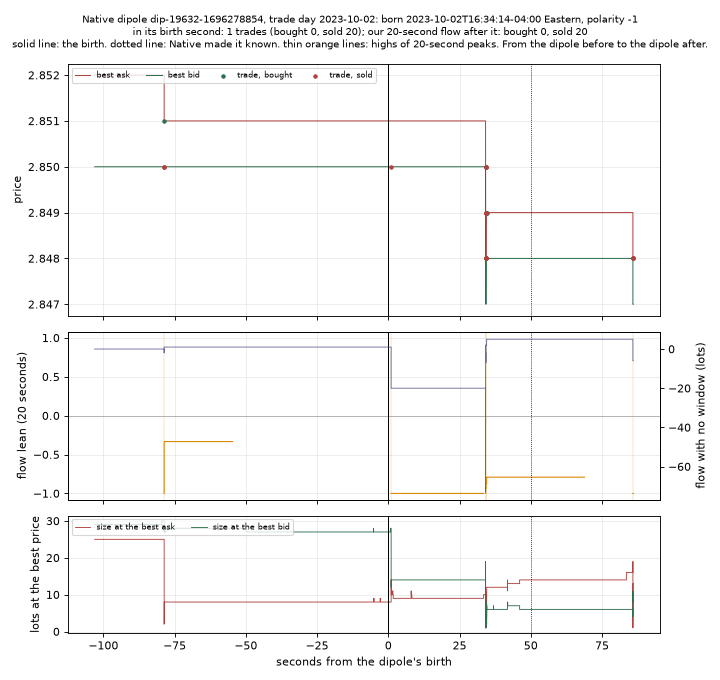 Native dipole dip-19632-1696278854, trade day 2023-10-02: born 2023-10-02T16:34:14-04:00 Eastern, polarity -1
in its birth second: 1 trades (bought 0, sold 20); our 20-second flow after it: bought 0, sold 20
solid line: the birth. dotted line: Native made it known. thin orange lines: highs of 20-second peaks. From the dipole before to the dipole after.
best ask
best bid
trade, bought
trade, sold
2.852
2.851
2.850
2.849
2.848
2.847
price
1.0
0.5
0.0
−0.5
−1.0
flow lean (20 seconds)
0
−20
−40
−60
flow with no window (lots)
size at the best ask
size at the best bid
30
20
10
0
lots at the best price
−100
−75
−50
−25
0
25
50
75
seconds from the dipole's birth